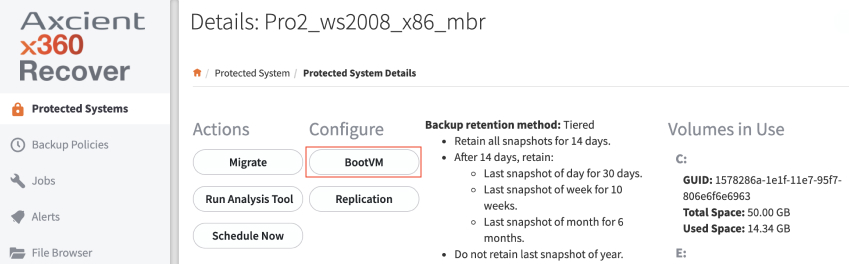 Axcient
x360
Recover
Protected Systems
Backup Policies
Jobs
Alerts
File Browser
Details: Pro2_ws2008_x86_mbr
/ Protected System / Protected System Details
Actions
Migrate
Run Analysis Tool
Schedule Now
Configure
BootVM
Replication
Backup retention method: Tiered
• Retain all snapshots for 14 days.
• After 14 days, retain:
◦ Last snapshot of day for 30 days.
◦ Last snapshot of week for 10
weeks.
◦ Last snapshot of month for 6
months.
• Do not retain last snapshot of year.
Volumes in Use
C:
GUID: 1578286a-1e1f-11e7-95f7-
806e6f6e6963
Total Space: 50.00 GB
Used Space: 14.34 GB
E: